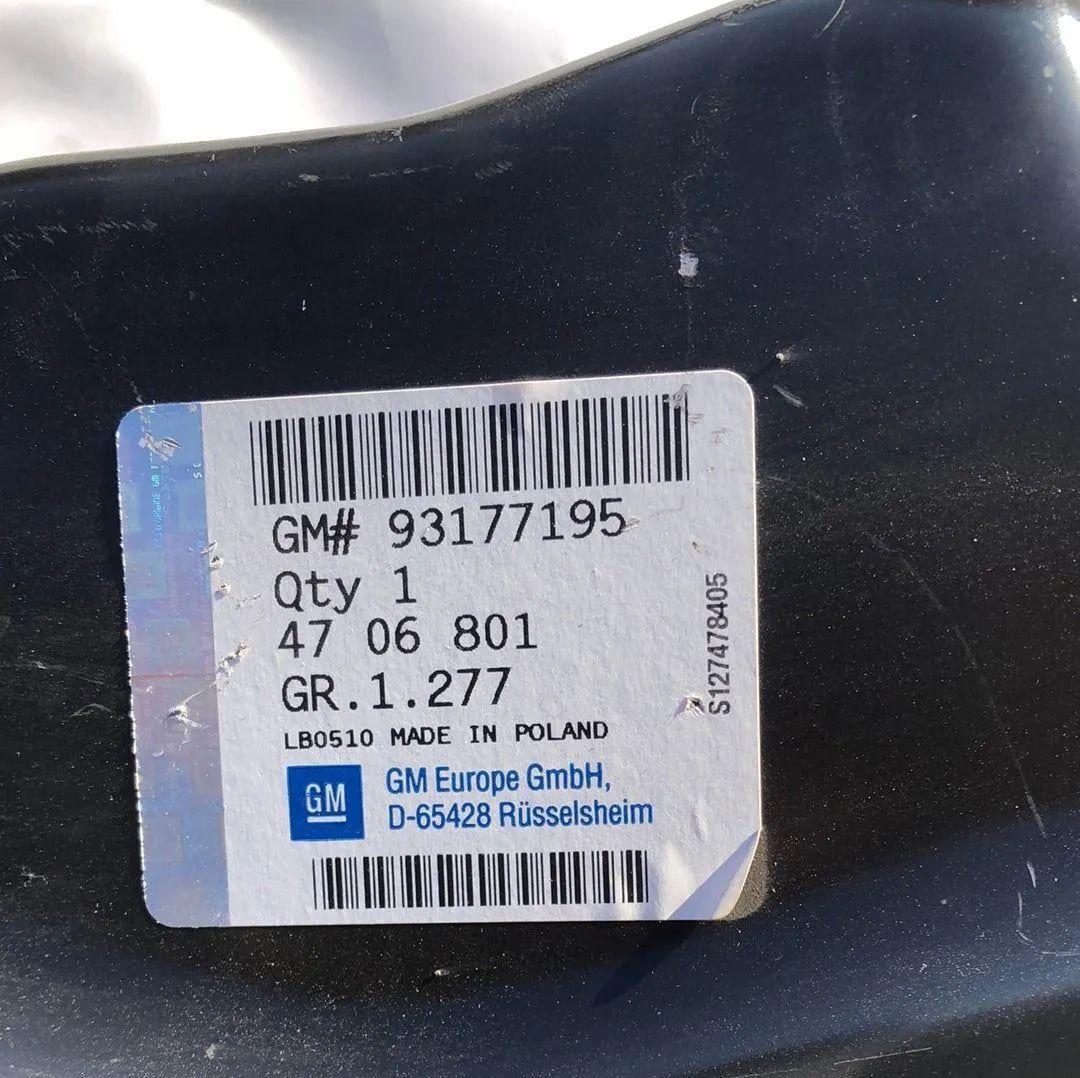 GM# 93177195
Qty 1
47 06 801
GR.1.277
LB0510 MADE IN POLAND
GM
GM Europe GmbH,
D-65428 Rüsselsheim
S127478405